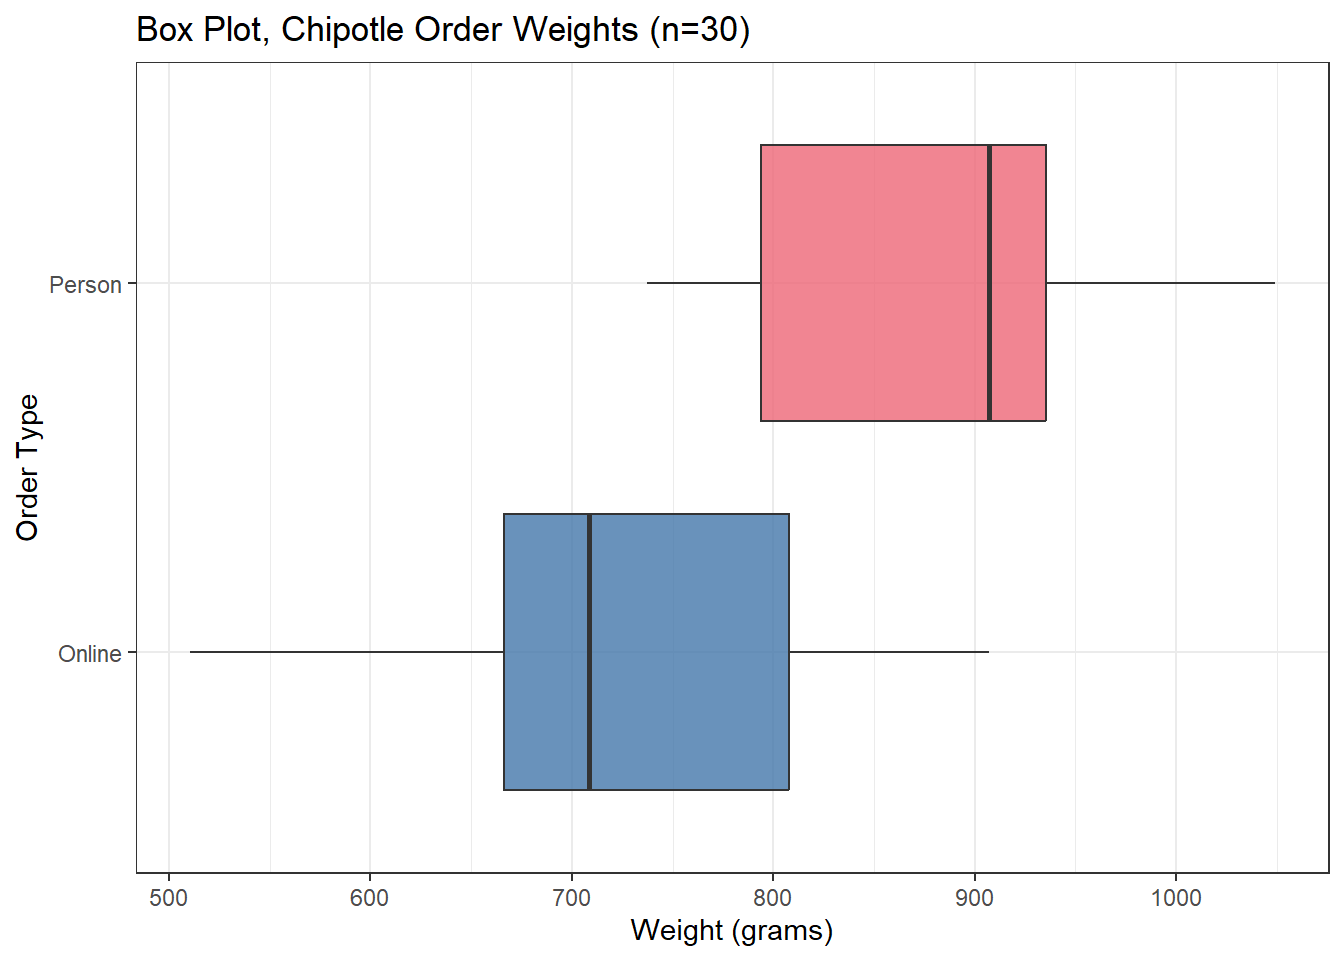 Box Plot, Chipotle Order Weights (n=30)
Order Type
Person
Online
500 600 700 800 900 1000
Weight (grams)